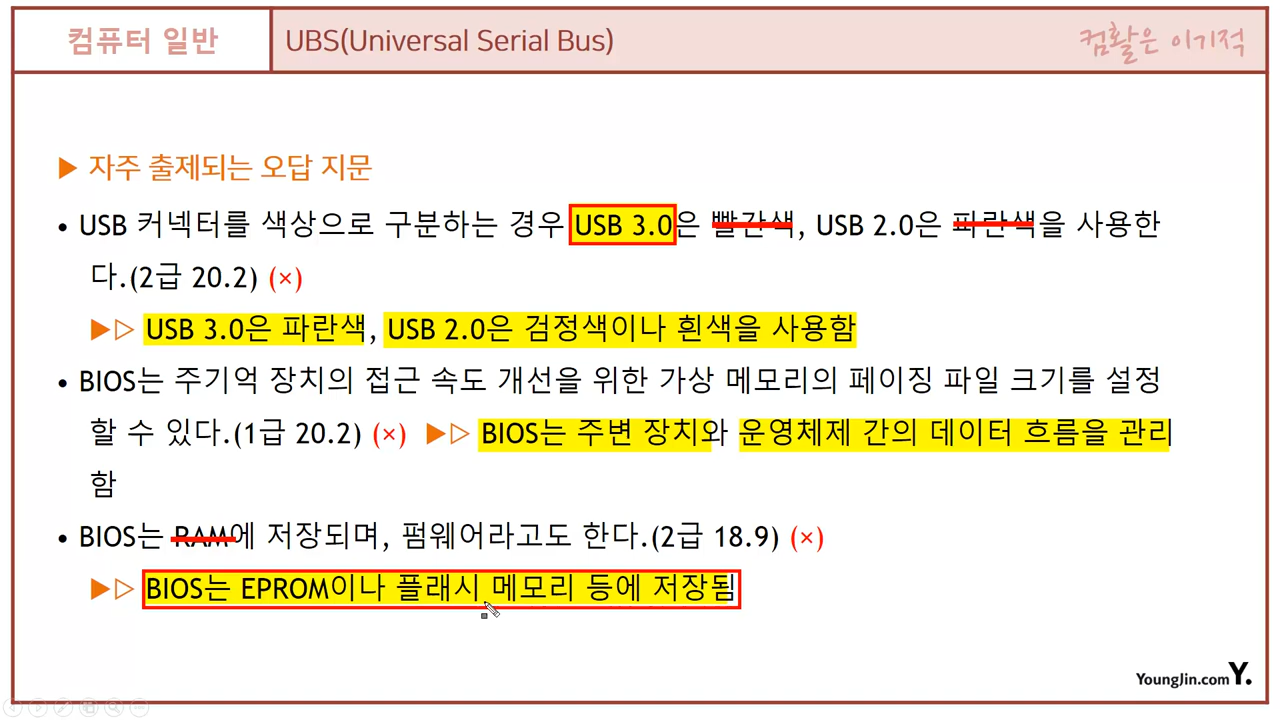 컴퓨터 일반
UBS(Universal Serial Bus)
컴활은 이기적
▶ 자주 출제되는 오답 지문
• USB 커넥터를 색상으로 구분하는 경우 USB 3.0은 빨간색, USB 2.0은 파란색을 사용한
다.(2급 20.2) (×)
▶▷ USB 3.0은 파란색, USB 2.0은 검정색이나 흰색을 사용함
• BIOS는 주기억 장치의 접근 속도 개선을 위한 가상 메모리의 페이징 파일 크기를 설정
할 수 있다.(1급 20.2) (×) ▶▷ BIOS는 주변 장치와 운영체제 간의 데이터 흐름을 관리
함
• BIOS는 RAM에 저장되며, 펌웨어라고도 한다.(2급 18.9) (×)
▶▷ BIOS는 EPROM이나 플래시 메모리 등에 저장됨
YoungJin.com Y.